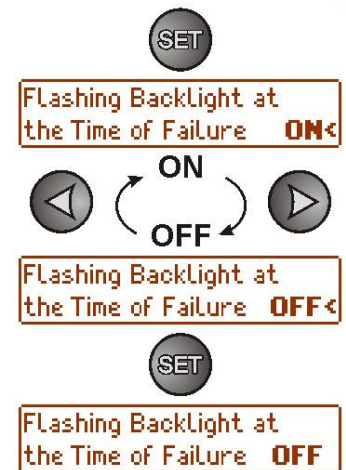 SET
Flashing Backlight at
the Time of Failure ON<
ON
OFF
Flashing Backlight at
the Time of Failure OFF<
SET
Flashing Backlight at
the Time of Failure OFF